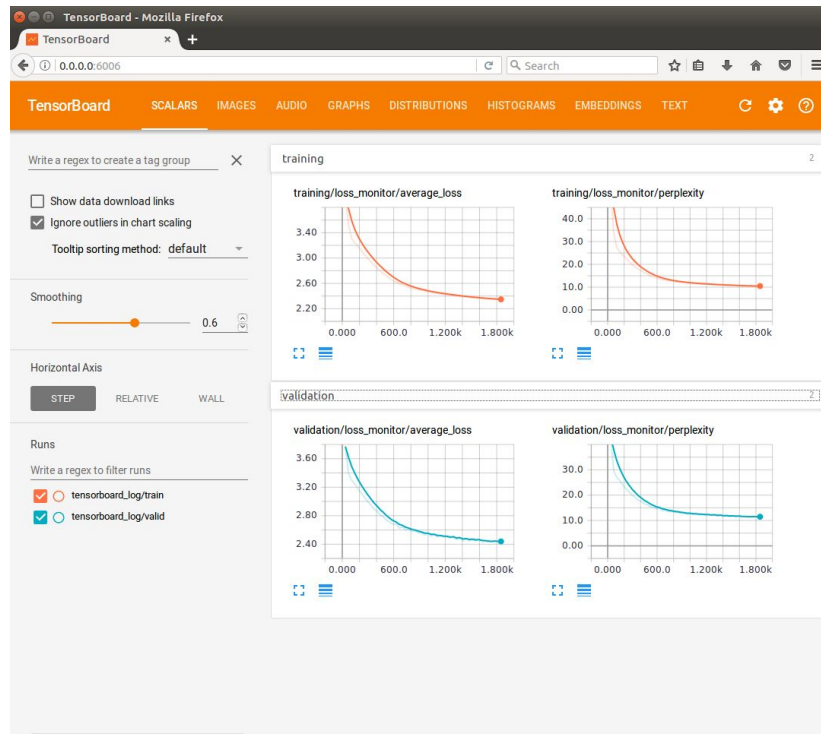 TensorBoard - Mozilla Firefox
TensorBoard × +
0.0.0.0:6006 Search
TensorBoard SCALARS IMAGES AUDIO GRAPHS DISTRIBUTIONS HISTOGRAMS EMBEDDINGS TEXT
Write a regex to create a tag group
Show data download links
Ignore outliers in chart scaling
Tooltip sorting method: default
Smoothing
0.6
Horizontal Axis
STEP RELATIVE WALL
Runs
Write a regex to filter runs
tensorboard_log/train
tensorboard_log/valid
training 2
training/loss_monitor/average_loss
3.40
3.00
2.60
2.20
0.000 600.0 1.200k 1.800k
training/loss_monitor/perplexity
40.0
30.0
20.0
10.0
0.00
0.000 600.0 1.200k 1.800k
validation 2
validation/loss_monitor/average_loss
3.60
3.20
2.80
2.40
0.000 600.0 1.200k 1.800k
validation/loss_monitor/perplexity
30.0
20.0
10.0
0.00
0.000 600.0 1.200k 1.800k